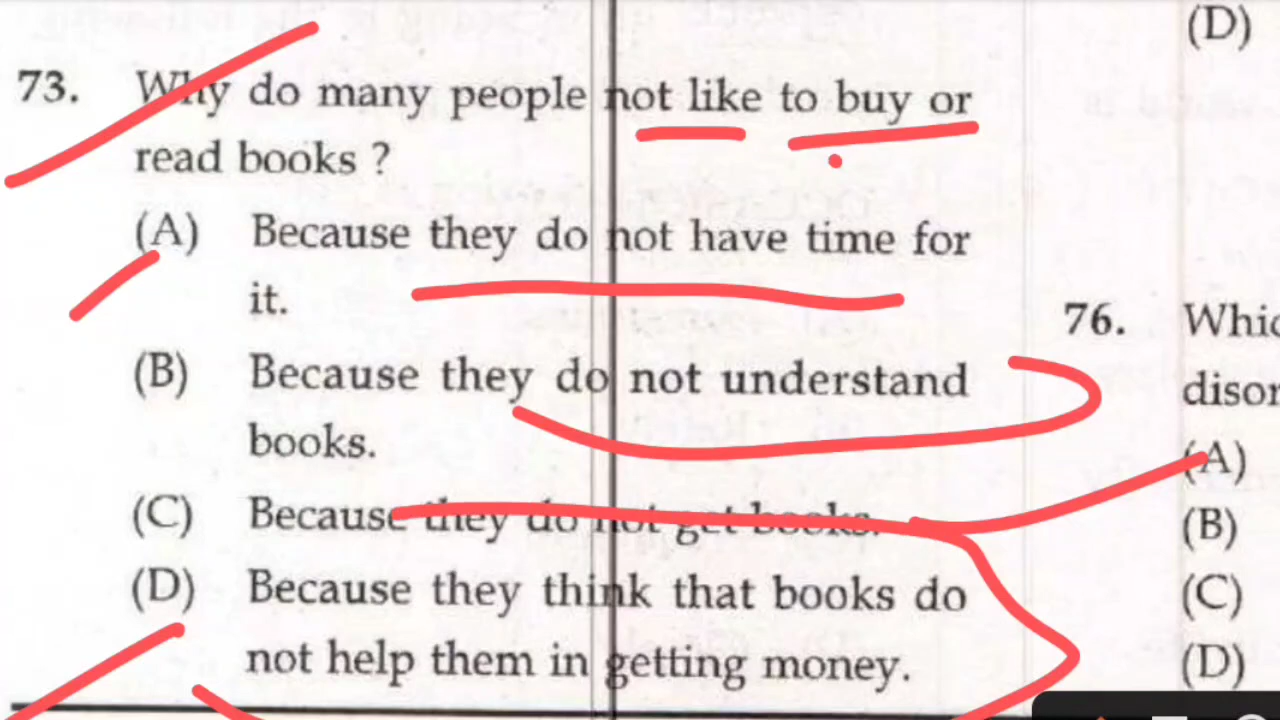 73. Why do many people not like to buy or
read books ?
(A) Because they do not have time for
it.
(B) Because they do not understand
books.
(C) Because they do not get books.
(D) Because they think that books do
not help them in getting money.
(D)
76. Whic
disor
(A)
(B)
(C)
(D)